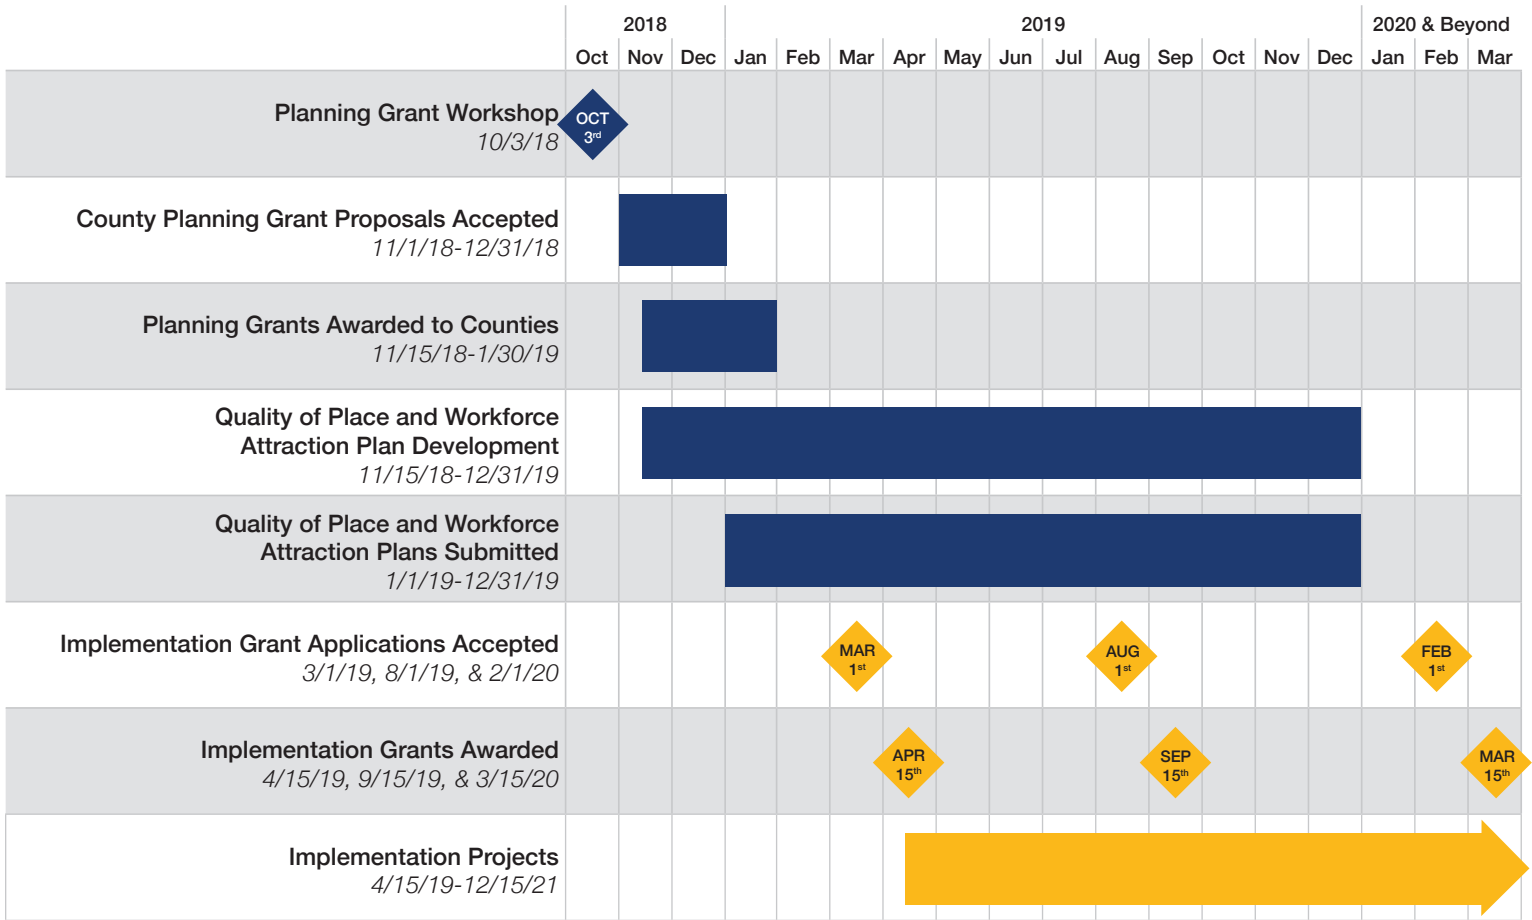 2018 2019 2020 & Beyond
Oct Nov Dec Jan Feb Mar Apr May Jun Jul Aug Sep Oct Nov Dec Jan Feb Mar
Planning Grant Workshop
10/3/18
OCT
3rd
County Planning Grant Proposals Accepted
11/1/18-12/31/18
Planning Grants Awarded to Counties
11/15/18-1/30/19
Quality of Place and Workforce
Attraction Plan Development
11/15/18-12/31/19
Quality of Place and Workforce
Attraction Plans Submitted
1/1/19-12/31/19
Implementation Grant Applications Accepted
3/1/19, 8/1/19, & 2/1/20
MAR
1st
AUG
1st
FEB
1st
Implementation Grants Awarded
4/15/19, 9/15/19, & 3/15/20
APR
15th
SEP
15th
MAR
15th
Implementation Projects
4/15/19-12/15/21